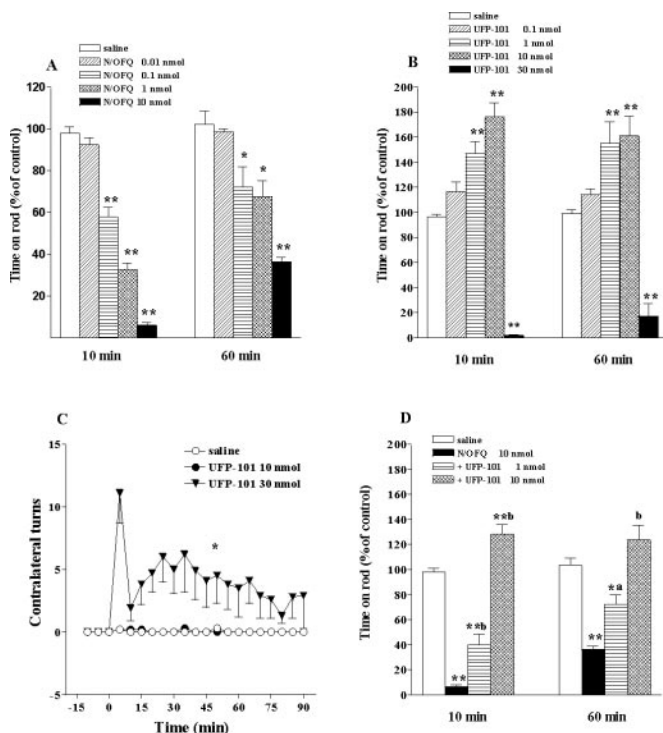 A
saline
N/OFQ 0.01 nmol
N/OFQ 0.1 nmol
N/OFQ 1 nmol
N/OFQ 10 nmol
Time on rod (% of control)
120
100
80
60
40
20
**
**
**
*
*
**
10 min
60 min
B
saline
UFP-101 0.1 nmol
UFP-101 1 nmol
UFP-101 10 nmol
UFP-101 30 nmol
Time on rod (% of control)
200
180
160
140
120
100
80
60
40
20
0
**
**
**
**
**
**
10 min
60 min
C
saline
UFP-101 10 nmol
UFP-101 30 nmol
Contralateral turns
15
10
5
0
-5
*
-15 0 15 30 45 60 75 90
Time (min)
D
saline
N/OFQ 10 nmol
+ UFP-101 1 nmol
+ UFP-101 10 nmol
Time on rod (% of control)
200
180
160
140
120
100
80
60
40
20
0
**
**b
**b
**
**a
b
10 min
60 min